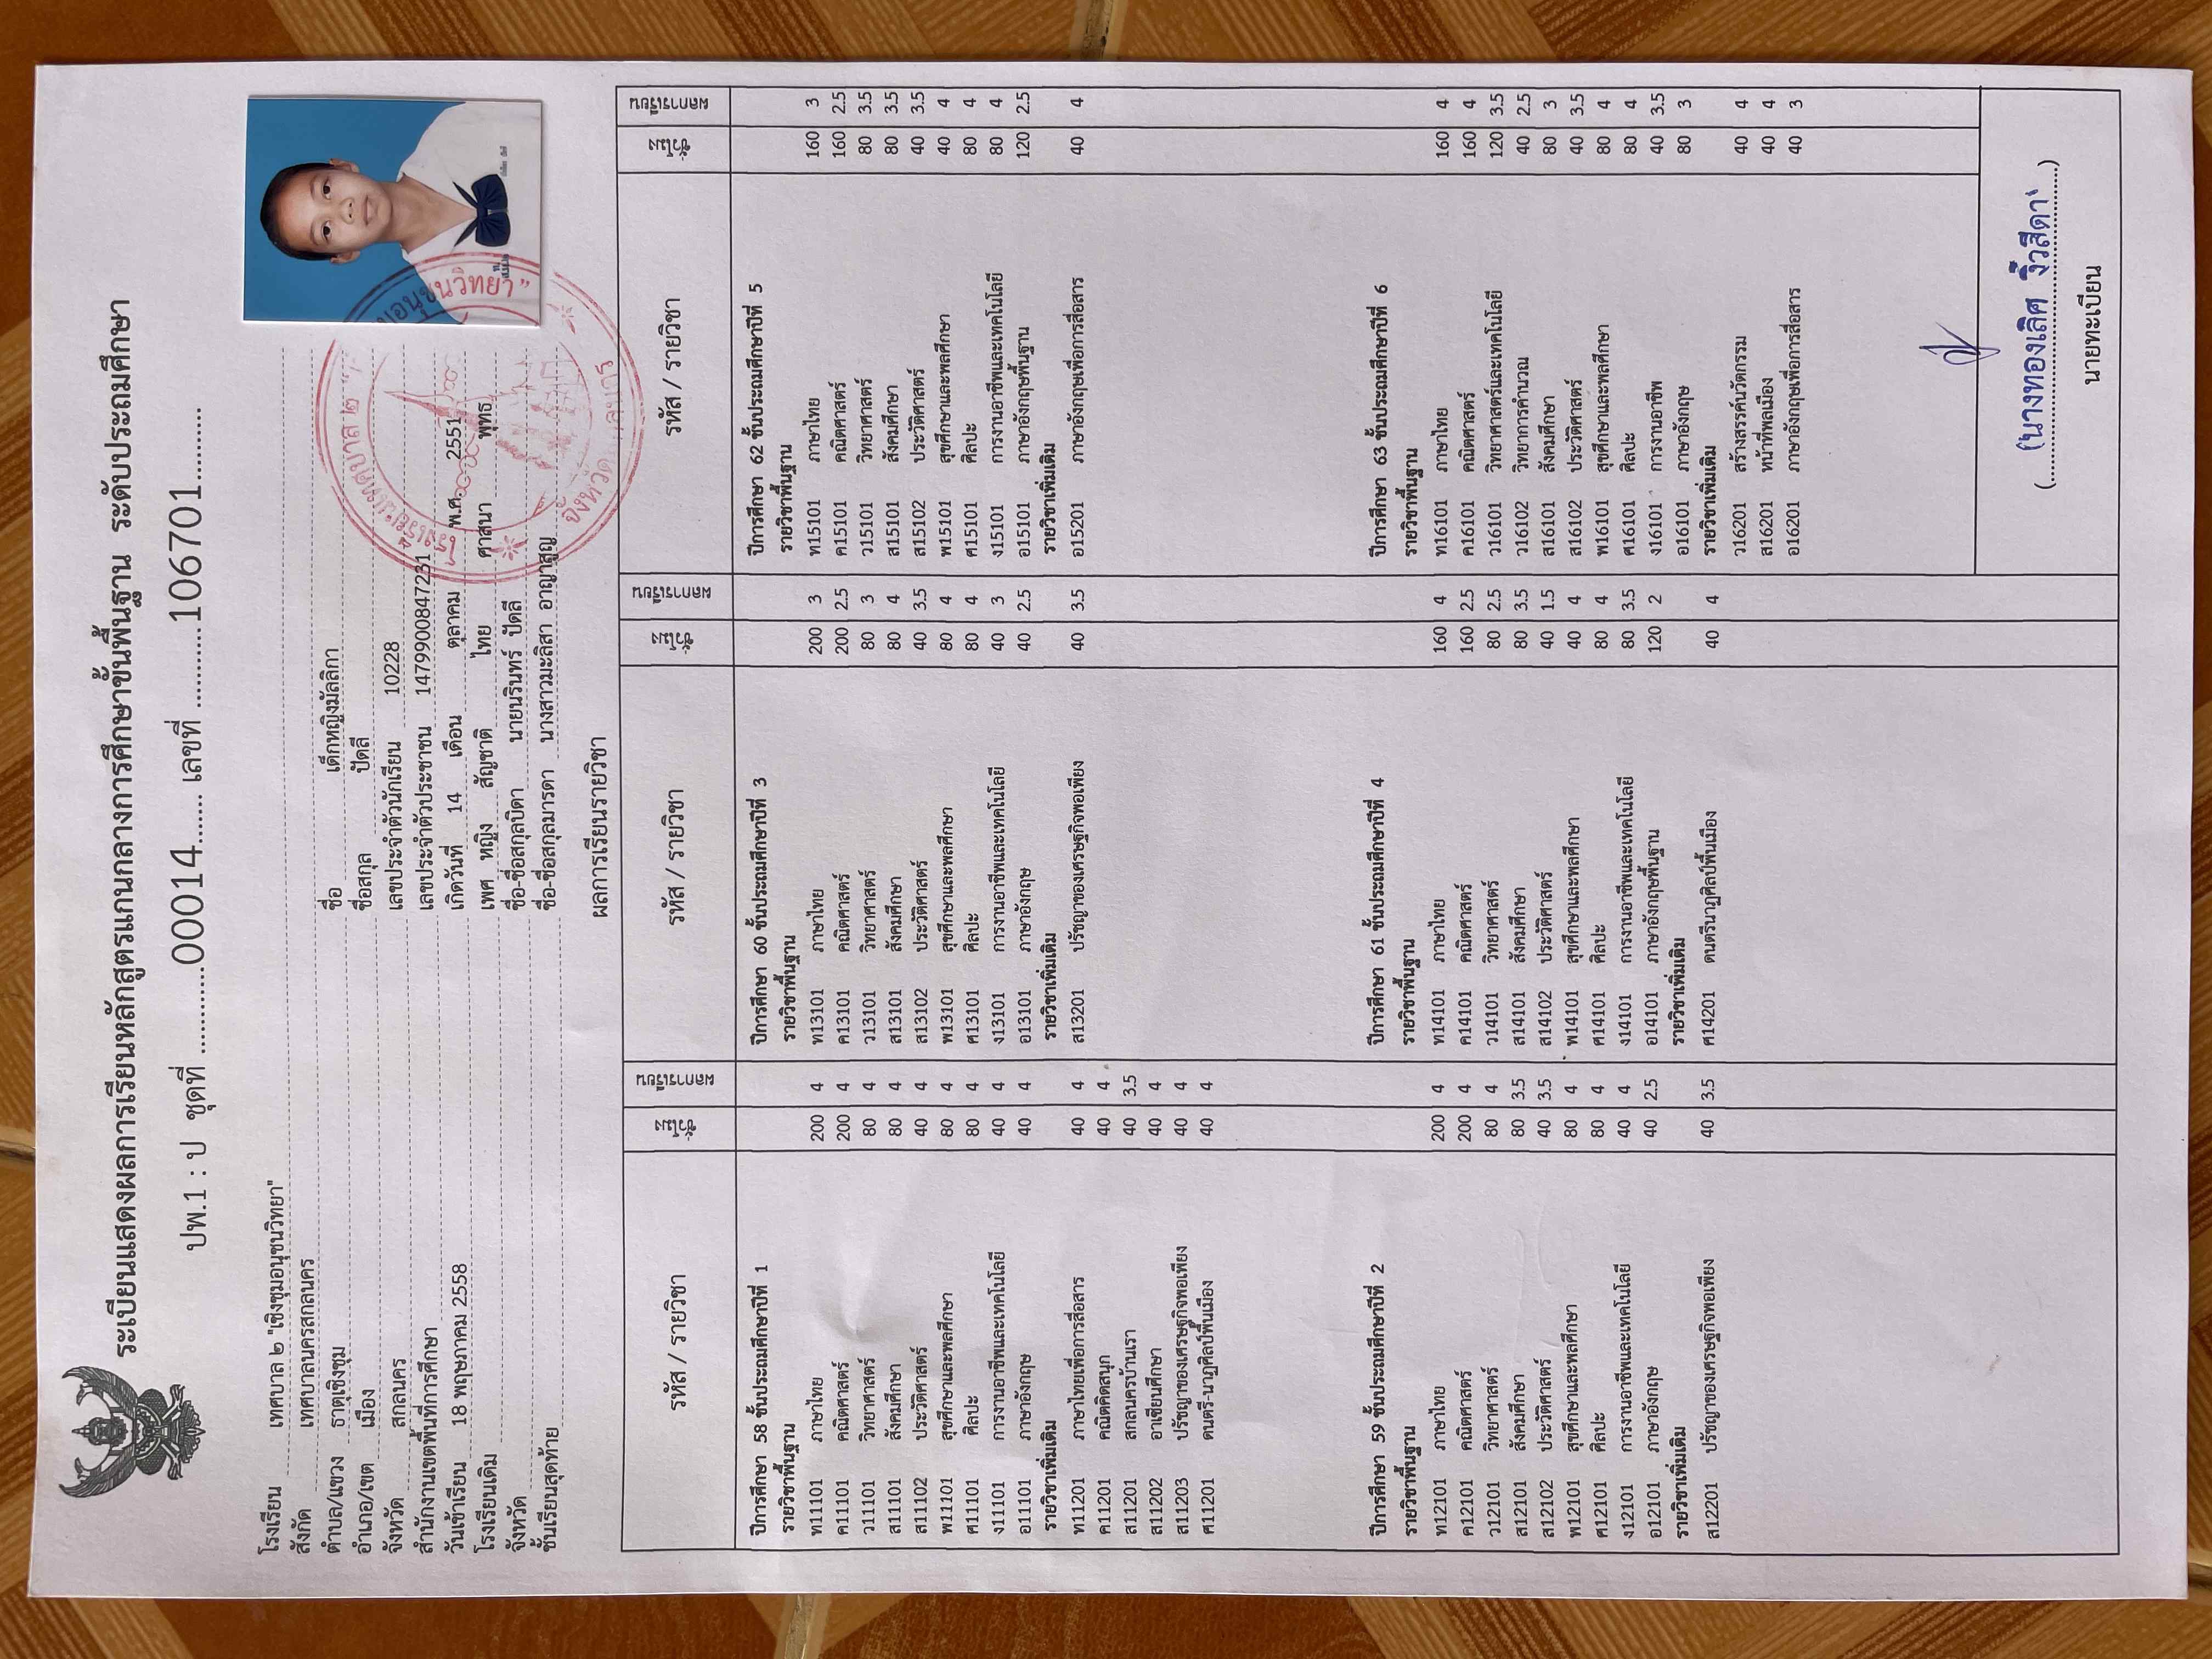 ระเบียนแสดงผลการเรียนหลักสูตรแกนกลางการศึกษาขั้นพื้นฐาน ระดับประถมศึกษา
ปพ.1 : ป ชุดที่ ............00014...... เลขที่ ............106701............
โรงเรียน เทศบาล ๒ "เชิงชุมอนุชนวิทยา"
สังกัด เทศบาลนครสกลนคร
ตำบล/แขวง ธาตุเชิงชุม
อำเภอ/เขต เมือง
จังหวัด สกลนคร
สำนักงานเขตพื้นที่การศึกษา
วันเข้าเรียน 18 พฤษภาคม 2558
โรงเรียนเดิม
จังหวัด
ชั้นเรียนสุดท้าย
ชื่อ เด็กหญิงมัลลิกา
ชื่อสกุล ปัดลี
เลขประจำตัวนักเรียน 10228
เลขประจำตัวประชาชน 1479900847231
เกิดวันที่ 14 เดือน ตุลาคม พ.ศ. 2551
เพศ หญิง สัญชาติ ไทย ศาสนา พุทธ
ชื่อ-ชื่อสกุลบิดา นายนรินทร์ ปัดลี
ชื่อ-ชื่อสกุลมารดา นางสาวมะลิสา อาญาสูญ
ผลการเรียนรายวิชา
รหัส / รายวิชา ชั่วโมง ผลการเรียน
ปีการศึกษา 58 ชั้นประถมศึกษาปีที่ 1
รายวิชาพื้นฐาน
ท11101 ภาษาไทย 200 4
ค11101 คณิตศาสตร์ 200 4
ว11101 วิทยาศาสตร์ 80 4
ส11101 สังคมศึกษา 80 4
ส11102 ประวัติศาสตร์ 40 4
พ11101 สุขศึกษาและพลศึกษา 80 4
ศ11101 ศิลปะ 80 4
ง11101 การงานอาชีพและเทคโนโลยี 40 4
อ11101 ภาษาอังกฤษ 40 4
รายวิชาเพิ่มเติม
ท11201 ภาษาไทยเพื่อการสื่อสาร 40 4
ค11201 คณิตคิดสนุก 40 4
ส11201 สกลนครบ้านเรา 40 3.5
ส11202 อาเซียนศึกษา 40 4
ส11203 ปรัชญาของเศรษฐกิจพอเพียง 40 4
ศ11201 ดนตรี-นาฏศิลป์พื้นเมือง 40 4
ปีการศึกษา 59 ชั้นประถมศึกษาปีที่ 2
รายวิชาพื้นฐาน
ท12101 ภาษาไทย 200 4
ค12101 คณิตศาสตร์ 200 4
ว12101 วิทยาศาสตร์ 80 4
ส12101 สังคมศึกษา 80 3.5
ส12102 ประวัติศาสตร์ 40 3.5
พ12101 สุขศึกษาและพลศึกษา 80 4
ศ12101 ศิลปะ 80 4
ง12101 การงานอาชีพและเทคโนโลยี 40 4
อ12101 ภาษาอังกฤษ 40 2.5
รายวิชาเพิ่มเติม
ส12201 ปรัชญาของเศรษฐกิจพอเพียง 40 3.5
รหัส / รายวิชา ชั่วโมง ผลการเรียน
ปีการศึกษา 60 ชั้นประถมศึกษาปีที่ 3
รายวิชาพื้นฐาน
ท13101 ภาษาไทย 200 3
ค13101 คณิตศาสตร์ 200 2.5
ว13101 วิทยาศาสตร์ 80 3
ส13101 สังคมศึกษา 80 4
ส13102 ประวัติศาสตร์ 40 3.5
พ13101 สุขศึกษาและพลศึกษา 80 4
ศ13101 ศิลปะ 80 4
ง13101 การงานอาชีพและเทคโนโลยี 40 3
อ13101 ภาษาอังกฤษ 40 2.5
รายวิชาเพิ่มเติม
ส13201 ปรัชญาของเศรษฐกิจพอเพียง 40 3.5
ปีการศึกษา 61 ชั้นประถมศึกษาปีที่ 4
รายวิชาพื้นฐาน
ท14101 ภาษาไทย 160 4
ค14101 คณิตศาสตร์ 160 2.5
ว14101 วิทยาศาสตร์ 80 2.5
ส14101 สังคมศึกษา 80 3.5
ส14102 ประวัติศาสตร์ 40 1.5
พ14101 สุขศึกษาและพลศึกษา 40 4
ศ14101 ศิลปะ 80 4
ง14101 การงานอาชีพและเทคโนโลยี 80 3.5
อ14101 ภาษาอังกฤษพื้นฐาน 120 2
รายวิชาเพิ่มเติม
ศ14201 ดนตรีนาฏศิลป์พื้นเมือง 40 4
รหัส / รายวิชา ชั่วโมง ผลการเรียน
ปีการศึกษา 62 ชั้นประถมศึกษาปีที่ 5
รายวิชาพื้นฐาน
ท15101 ภาษาไทย 160 3
ค15101 คณิตศาสตร์ 160 2.5
ว15101 วิทยาศาสตร์ 80 3.5
ส15101 สังคมศึกษา 80 3.5
ส15102 ประวัติศาสตร์ 40 3.5
พ15101 สุขศึกษาและพลศึกษา 40 4
ศ15101 ศิลปะ 80 4
ง15101 การงานอาชีพและเทคโนโลยี 80 4
อ15101 ภาษาอังกฤษพื้นฐาน 120 2.5
รายวิชาเพิ่มเติม
อ15201 ภาษาอังกฤษเพื่อการสื่อสาร 40 4
ปีการศึกษา 63 ชั้นประถมศึกษาปีที่ 6
รายวิชาพื้นฐาน
ท16101 ภาษาไทย 160 4
ค16101 คณิตศาสตร์ 160 4
ว16101 วิทยาศาสตร์และเทคโนโลยี 120 3.5
ว16102 วิทยาการคำนวณ 40 2.5
ส16101 สังคมศึกษา 80 3
ส16102 ประวัติศาสตร์ 40 3.5
พ16101 สุขศึกษาและพลศึกษา 80 4
ศ16101 ศิลปะ 80 4
ง16101 การงานอาชีพ 40 3.5
อ16101 ภาษาอังกฤษ 80 3
รายวิชาเพิ่มเติม
ว16201 สร้างสรรค์นวัตกรรม 40 4
ส16201 หน้าที่พลเมือง 40 4
อ16201 ภาษาอังกฤษเพื่อการสื่อสาร 40 3
(นางทองเลิศ งิ้วสีดา)
นายทะเบียน